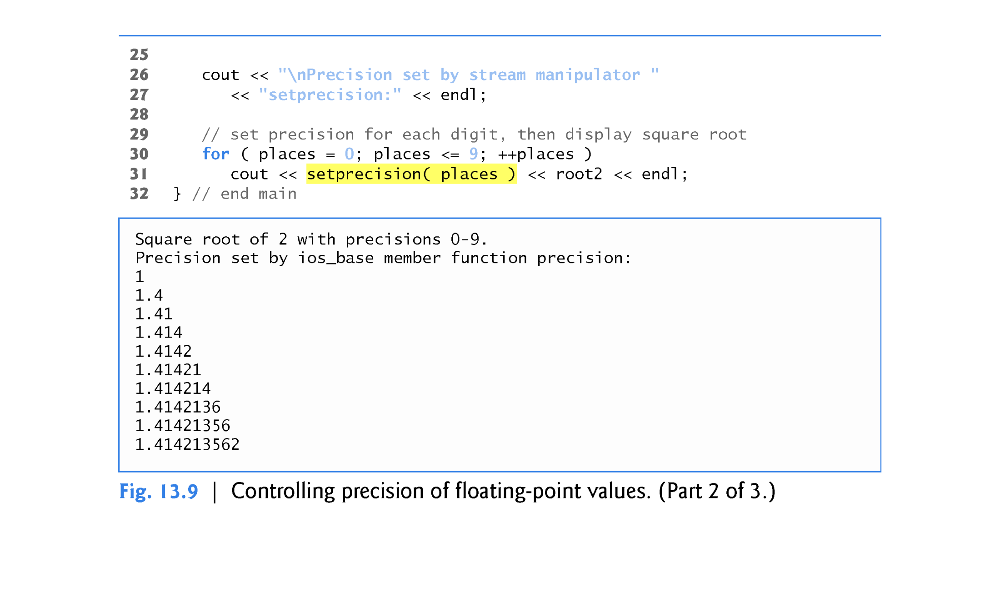 25
26 cout << "\nPrecision set by stream manipulator "
27 << "setprecision:" << endl;
28
29 // set precision for each digit, then display square root
30 for ( places = 0; places <= 9; ++places )
31 cout << setprecision( places ) << root2 << endl;
32 } // end main
Square root of 2 with precisions 0-9.
Precision set by ios_base member function precision:
1
1.4
1.41
1.414
1.4142
1.41421
1.414214
1.4142136
1.41421356
1.414213562
Fig. 13.9 | Controlling precision of floating-point values. (Part 2 of 3.)